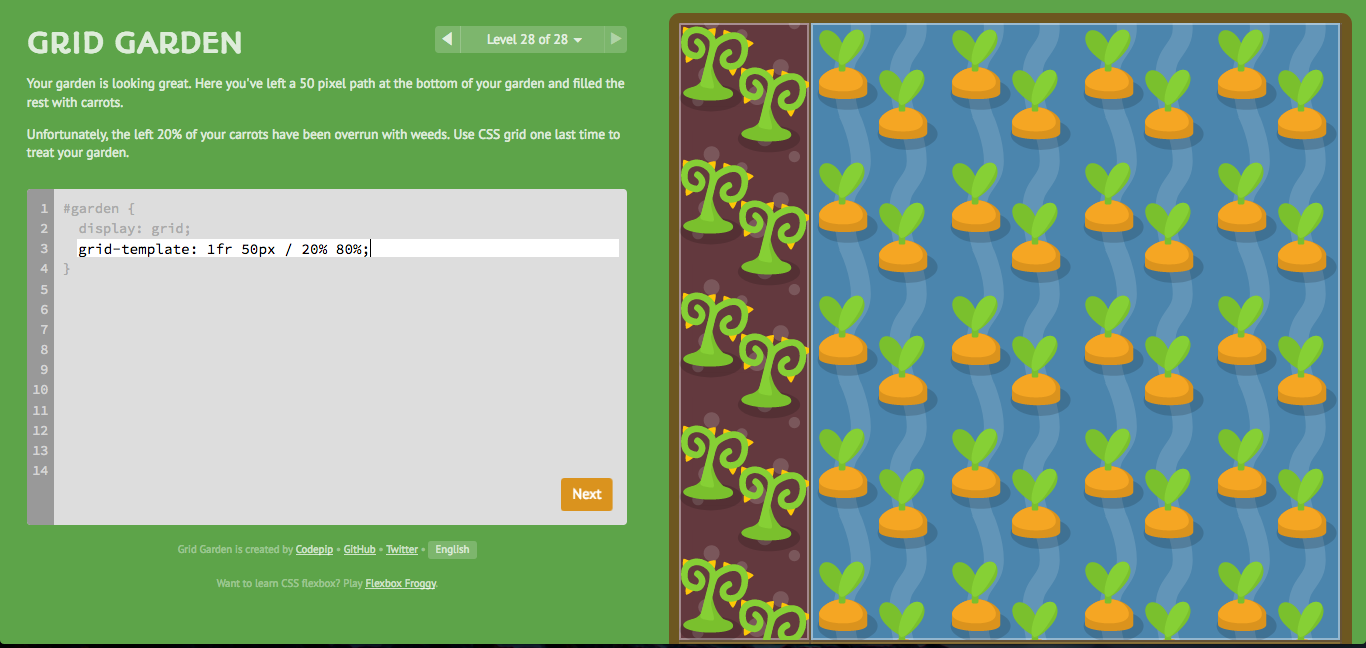 GRID GARDEN
Level 28 of 28
Your garden is looking great. Here you've left a 50 pixel path at the bottom of your garden and filled the
rest with carrots.
Unfortunately, the left 20% of your carrots have been overrun with weeds. Use CSS grid one last time to
treat your garden.
1 #garden {
2 display: grid;
3 grid-template: 1fr 50px / 20% 80%;
4 }
5
6
7
8
9
10
11
12
13
14
Next
Grid Garden is created by Codepip • GitHub • Twitter • English
Want to learn CSS flexbox? Play Flexbox Froggy.